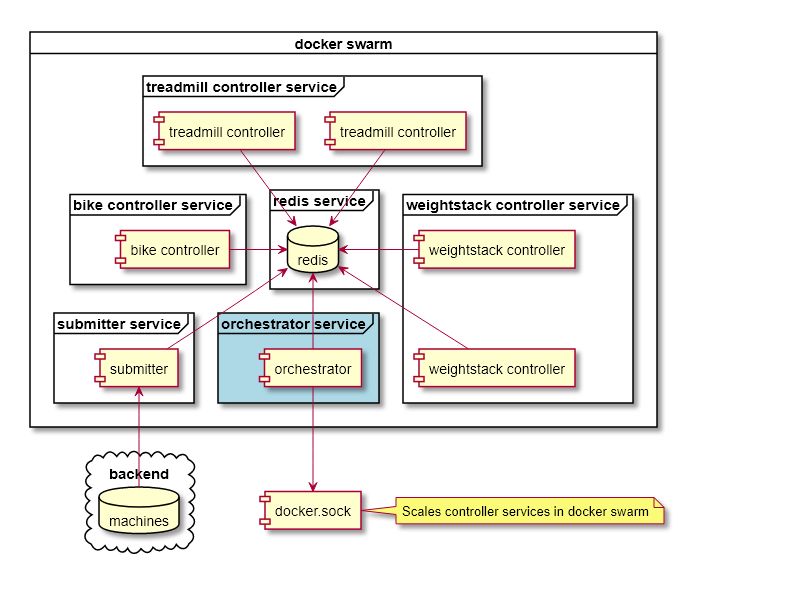 docker swarm
treadmill controller service
treadmill controller
treadmill controller
bike controller service
redis service
weightstack controller service
bike controller
redis
weightstack controller
submitter service
orchestrator service
submitter
orchestrator
weightstack controller
backend
machines
docker.sock
Scales controller services in docker swarm